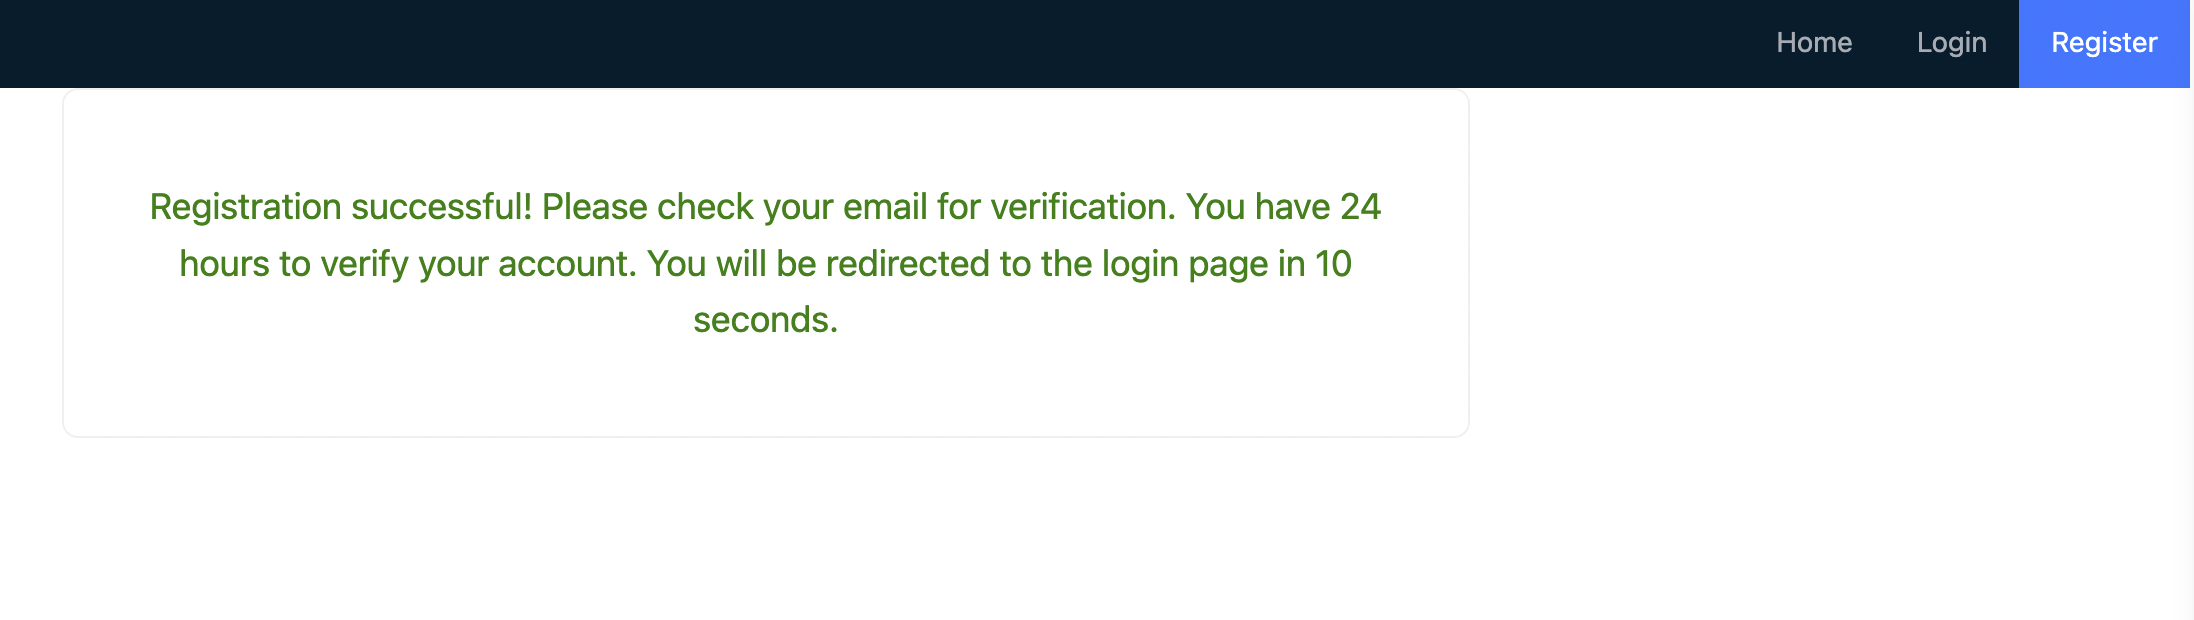 Home Login Register
Registration successful! Please check your email for verification. You have 24
hours to verify your account. You will be redirected to the login page in 10
seconds.